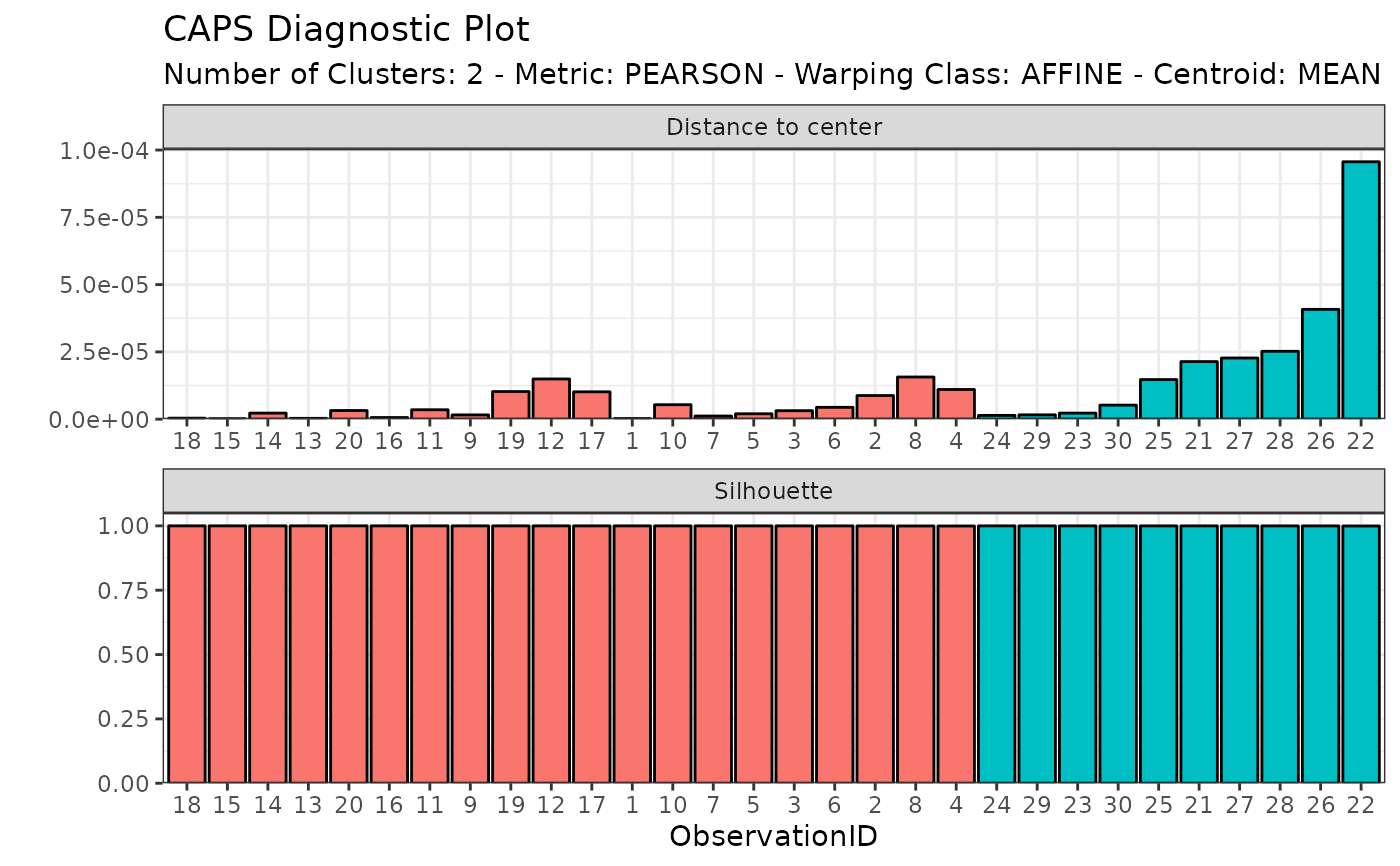 CAPS Diagnostic Plot
Number of Clusters: 2 - Metric: PEARSON - Warping Class: AFFINE - Centroid: MEAN
Distance to center
1.0e-04
7.5e-05
5.0e-05
2.5e-05
0.0e+00
18 15 14 13 20 16 11 9 19 12 17 1 10 7 5 3 6 2 8 4 24 29 23 30 25 21 27 28 26 22
Silhouette
1.00
0.75
0.50
0.25
0.00
18 15 14 13 20 16 11 9 19 12 17 1 10 7 5 3 6 2 8 4 24 29 23 30 25 21 27 28 26 22
ObservationID